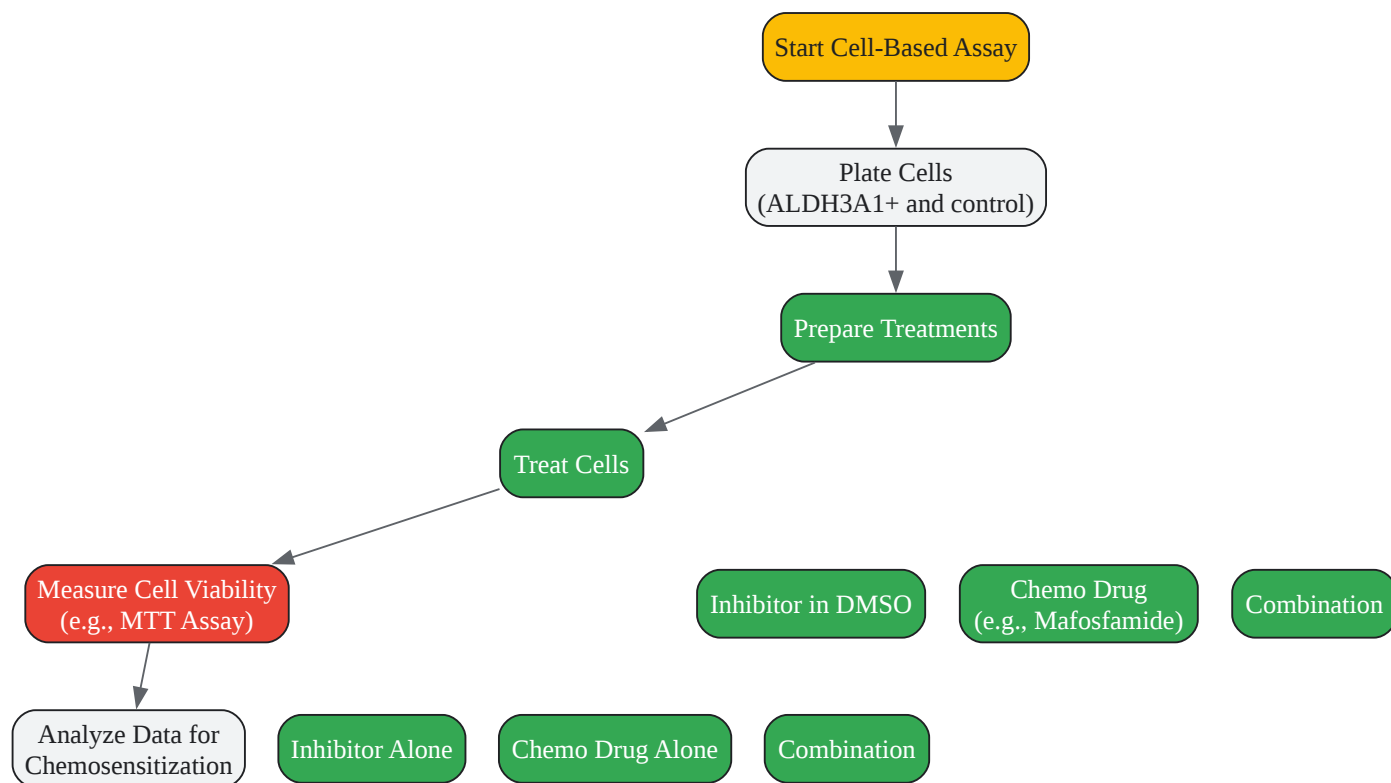 Start Cell-Based Assay
Plate Cells
(ALDH3A1+ and control)
Prepare Treatments
Treat Cells
Measure Cell Viability
(e.g., MTT Assay)
Inhibitor in DMSO
Chemo Drug
(e.g., Mafosfamide)
Combination
Analyze Data for
Chemosensitization
Inhibitor Alone
Chemo Drug Alone
Combination